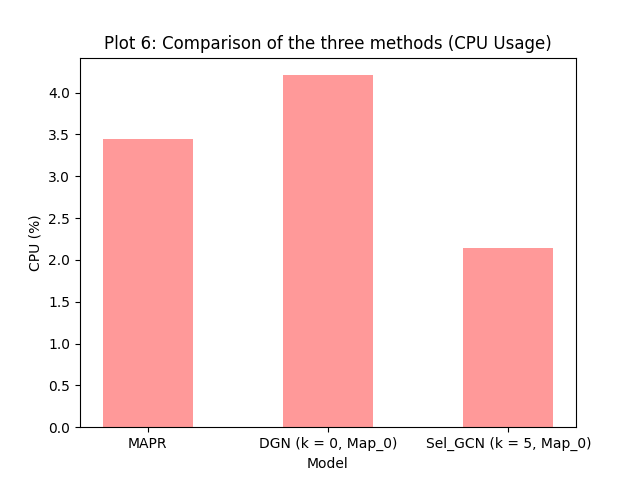 Plot 6: Comparison of the three methods (CPU Usage)
4.0
3.5
3.0
2.5
2.0
1.5
1.0
0.5
0.0
CPU (%)
MAPR
DGN (k = 0, Map_0)
Sel_GCN (k = 5, Map_0)
Model